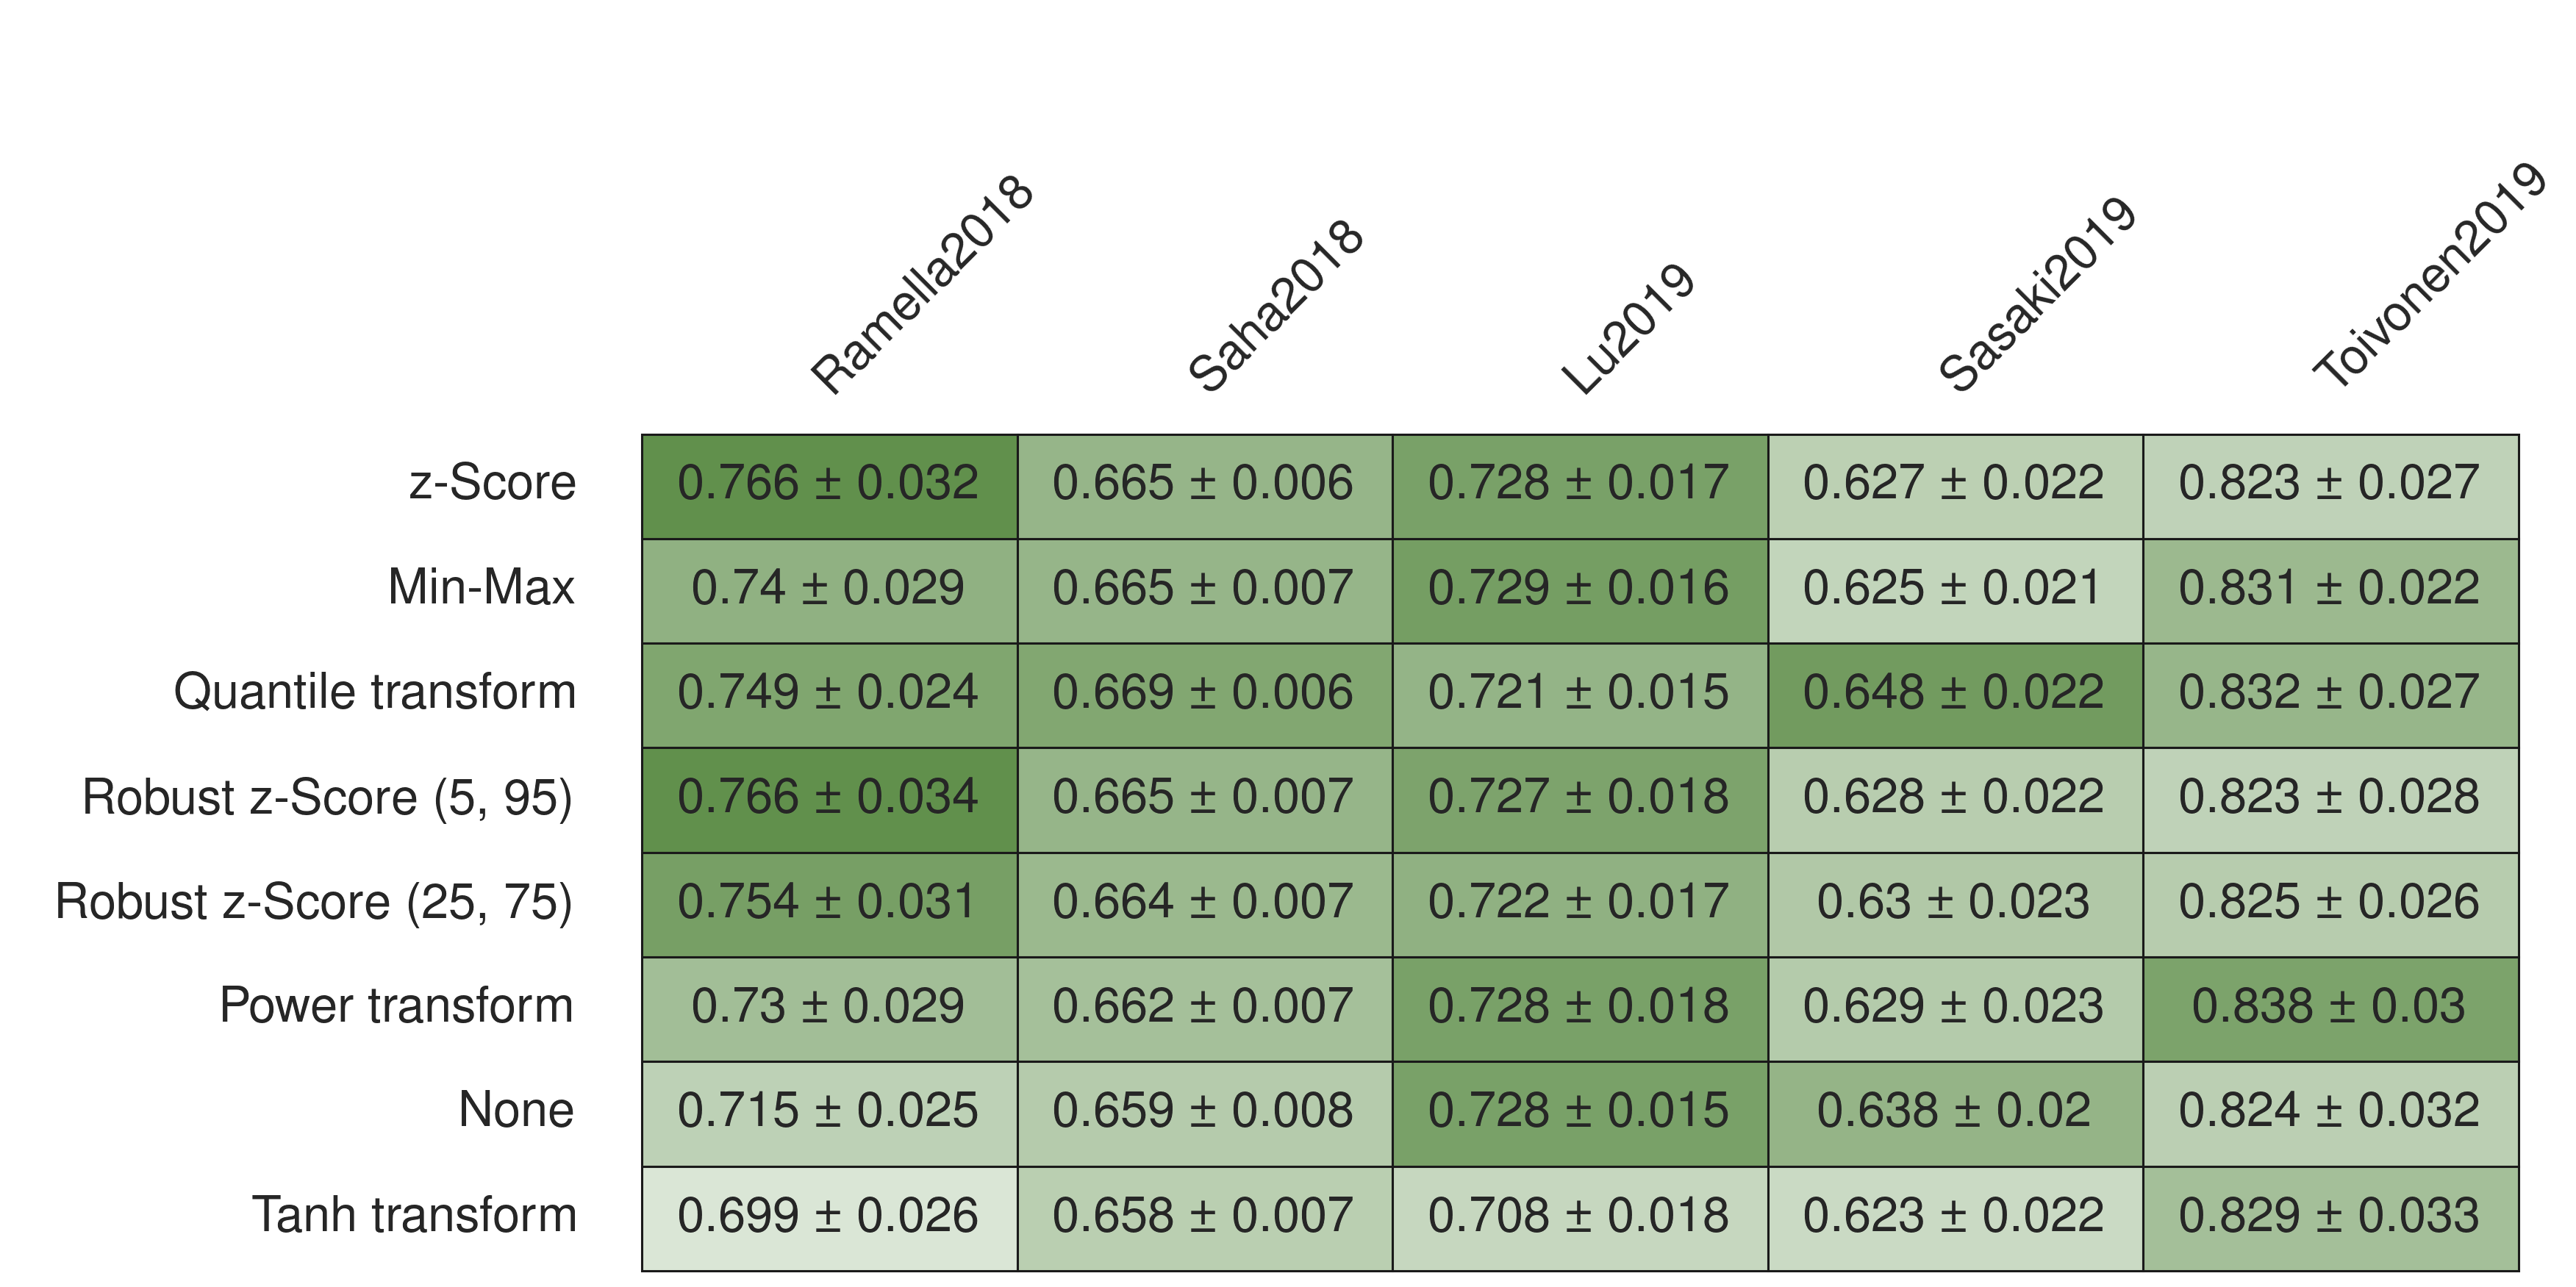 Ramella2018 Saha2018 Lu2019 Sasaki2019 Toivonen2019
z-Score 0.766 ± 0.032 0.665 ± 0.006 0.728 ± 0.017 0.627 ± 0.022 0.823 ± 0.027
Min-Max 0.74 ± 0.029 0.665 ± 0.007 0.729 ± 0.016 0.625 ± 0.021 0.831 ± 0.022
Quantile transform 0.749 ± 0.024 0.669 ± 0.006 0.721 ± 0.015 0.648 ± 0.022 0.832 ± 0.027
Robust z-Score (5, 95) 0.766 ± 0.034 0.665 ± 0.007 0.727 ± 0.018 0.628 ± 0.022 0.823 ± 0.028
Robust z-Score (25, 75) 0.754 ± 0.031 0.664 ± 0.007 0.722 ± 0.017 0.63 ± 0.023 0.825 ± 0.026
Power transform 0.73 ± 0.029 0.662 ± 0.007 0.728 ± 0.018 0.629 ± 0.023 0.838 ± 0.03
None 0.715 ± 0.025 0.659 ± 0.008 0.728 ± 0.015 0.638 ± 0.02 0.824 ± 0.032
Tanh transform 0.699 ± 0.026 0.658 ± 0.007 0.708 ± 0.018 0.623 ± 0.022 0.829 ± 0.033